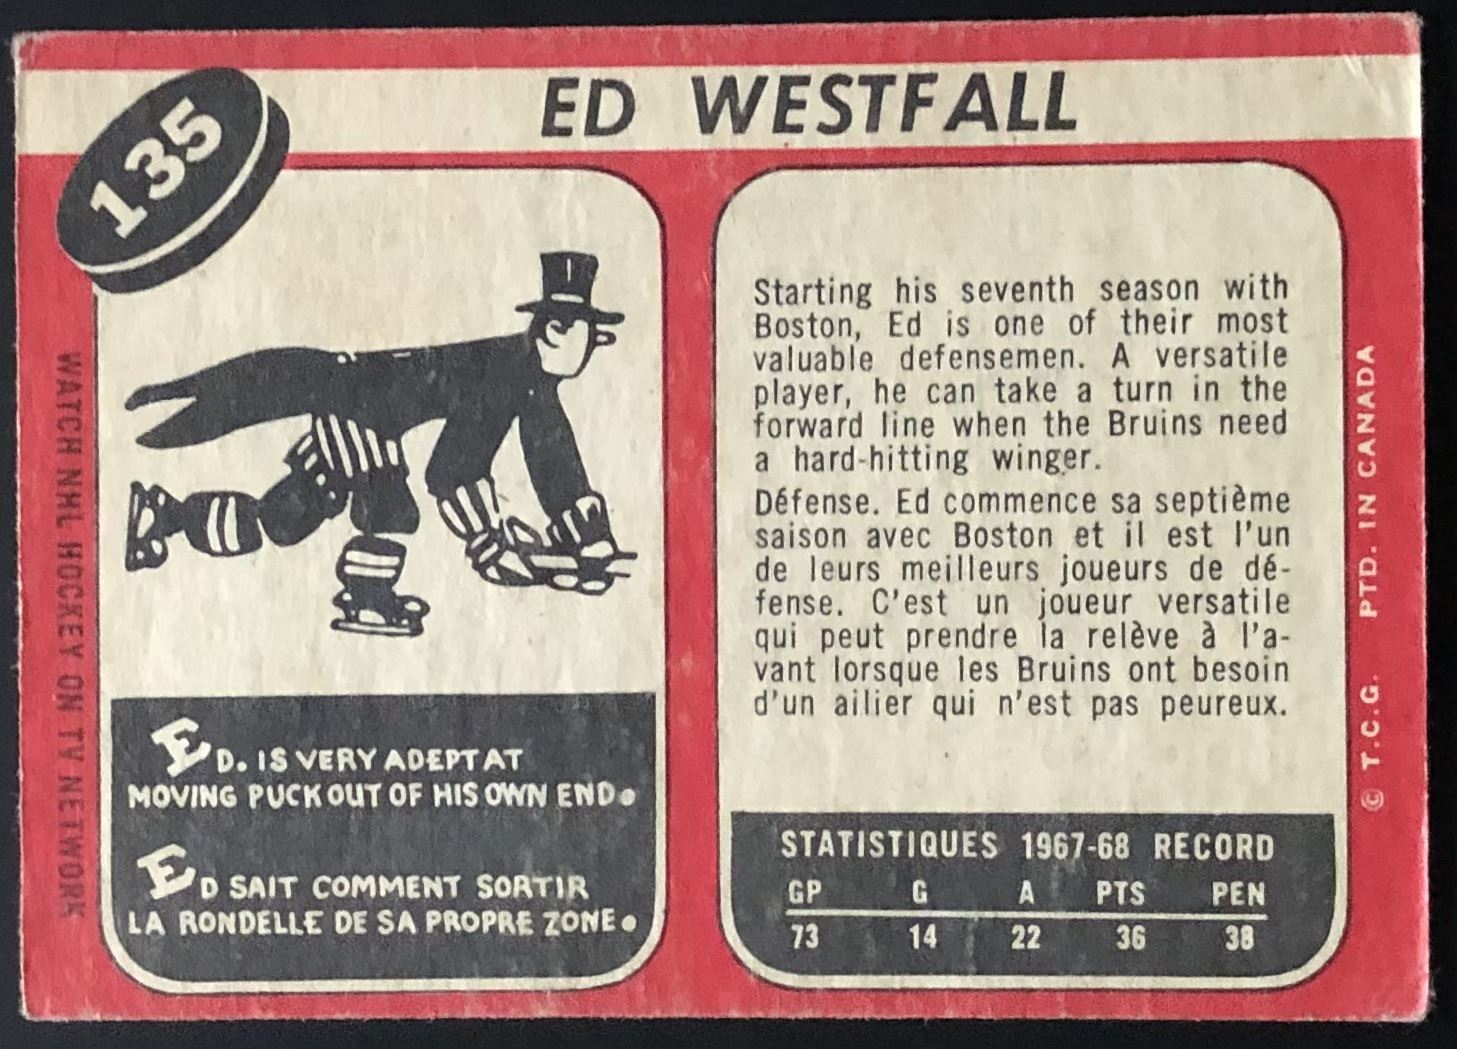 135
ED WESTFALL
WATCH NHL HOCKEY ON TV NETWORK
ED. IS VERY ADEPT AT
MOVING PUCK OUT OF HIS OWN END.
ED SAIT COMMENT SORTIR
LA RONDELLE DE SA PROPRE ZONE.
Starting his seventh season with
Boston, Ed is one of their most
valuable defensemen. A versatile
player, he can take a turn in the
forward line when the Bruins need
a hard-hitting winger.
Défense. Ed commence sa septième
saison avec Boston et il est l'un
de leurs meilleurs joueurs de dé-
fense. C'est un joueur versatile
qui peut prendre la relève à l'a-
vant lorsque les Bruins ont besoin
d'un ailier qui n'est pas peureux.
STATISTIQUES 1967-68 RECORD
GP G A PTS PEN
73 14 22 36 38
© T.C.G. PTD. IN CANADA